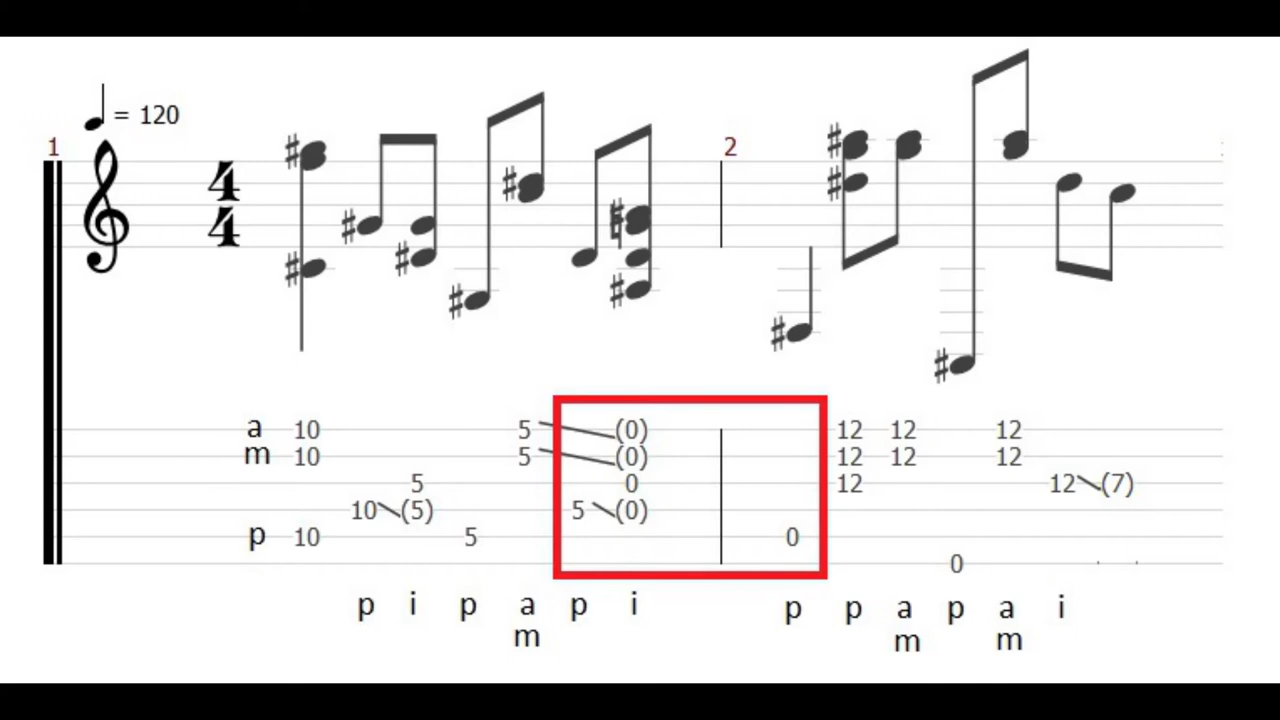 = 120
1
2
4
4
a 10 5 (0) 12 12 12
m 10 5 (0) 12 12 12
5 0 12 12 (7)
10 (5) 5 (0)
p 10 5 0
0
p i p a p i p p a p a i
m m m